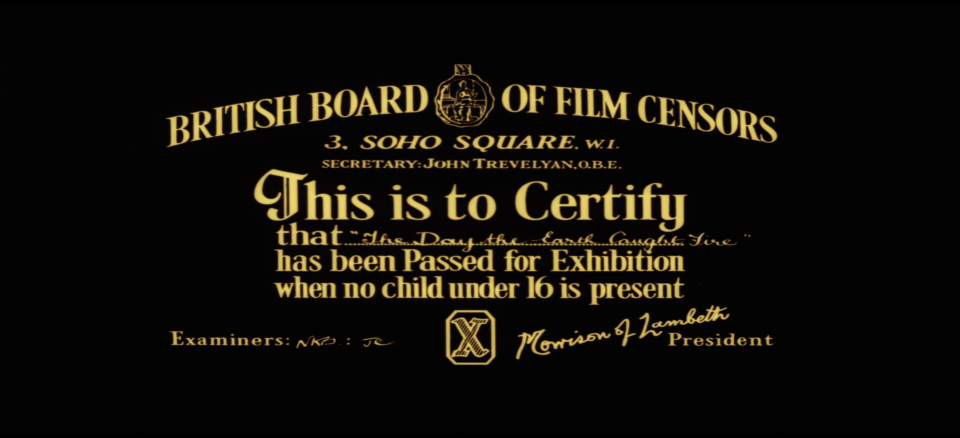 BRITISH BOARD OF FILM CENSORS
3, SOHO SQUARE. W.I.
SECRETARY: JOHN TREVELYAN, O.B.E.
This is to Certify
that "The Day the Earth Caught Fire"
has been Passed for Exhibition
when no child under 16 is present
Examiners: NKB : JC
X
Morrison of Lambeth
President